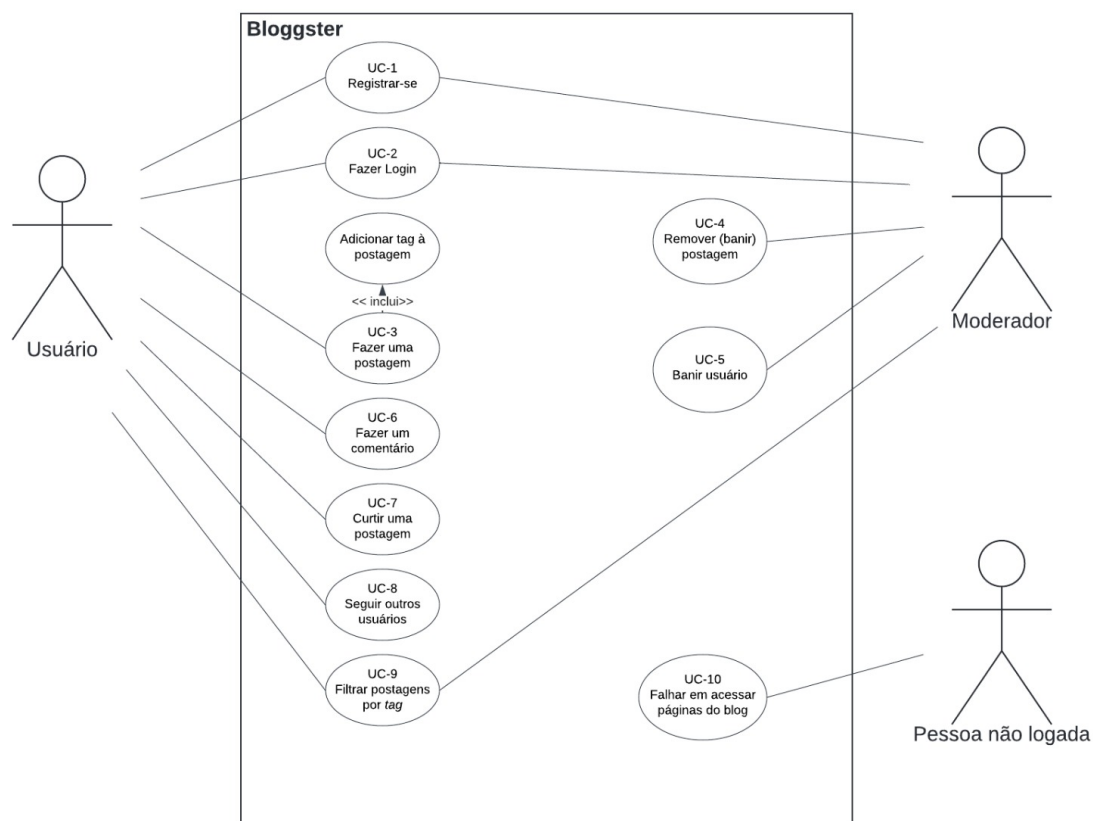 Bloggster
UC-1
Registrar-se
UC-2
Fazer Login
Adicionar tag à
postagem
<< inclui>>
UC-3
Fazer uma
postagem
UC-6
Fazer um
comentário
UC-7
Curtir uma
postagem
UC-8
Seguir outros
usuários
UC-9
Filtrar postagens
por tag
UC-4
Remover (banir)
postagem
UC-5
Banir usuário
UC-10
Falhar em acessar
páginas do blog
Usuário
Moderador
Pessoa não logada